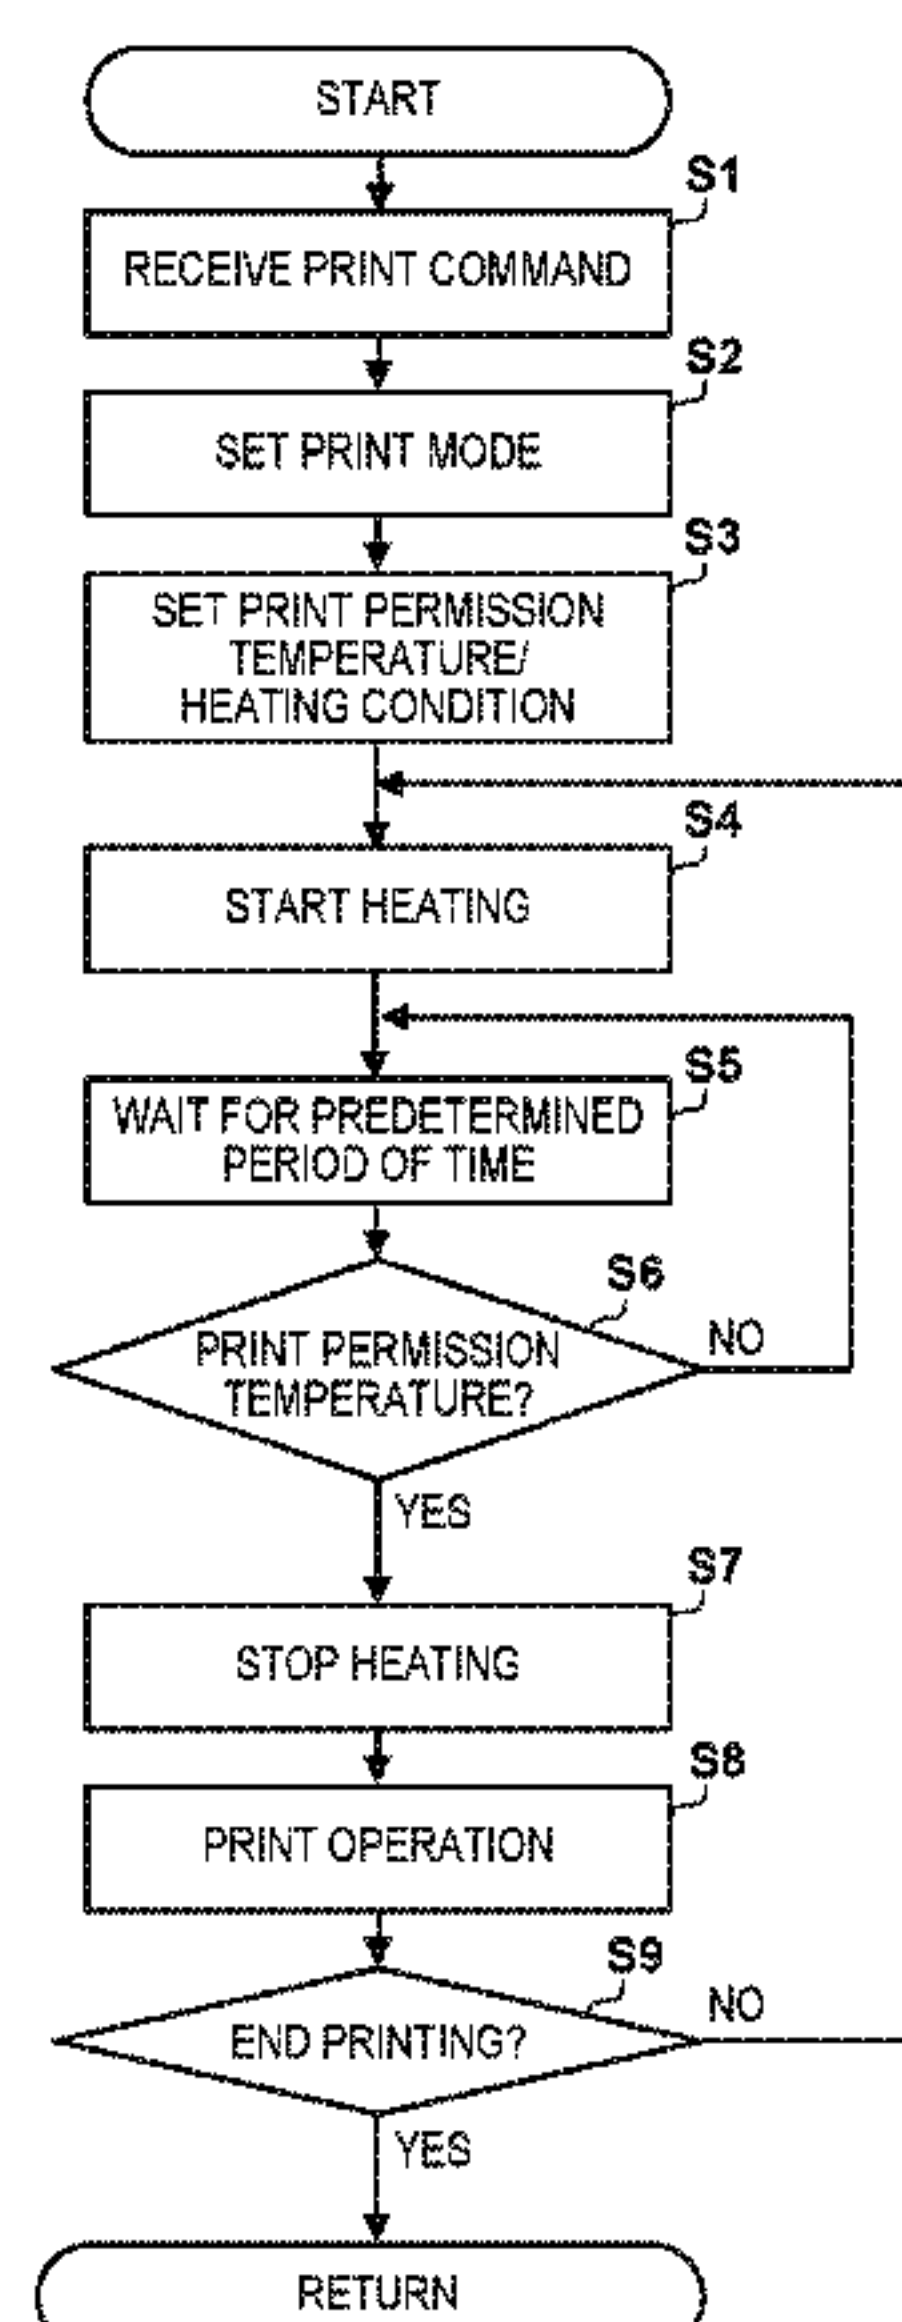 START
S1
RECEIVE PRINT COMMAND
S2
SET PRINT MODE
S3
SET PRINT PERMISSION
TEMPERATURE/
HEATING CONDITION
S4
START HEATING
S5
WAIT FOR PREDETERMINED
PERIOD OF TIME
S6
PRINT PERMISSION
TEMPERATURE?
NO
YES
S7
STOP HEATING
S8
PRINT OPERATION
S9
END PRINTING?
NO
YES
RETURN